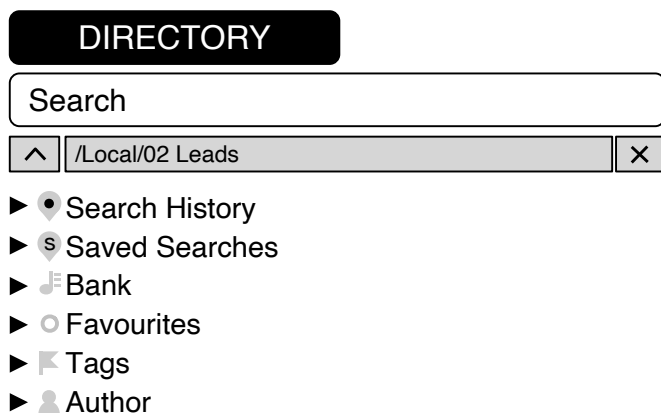 DIRECTORY
Search
/Local/02 Leads
Search History
S Saved Searches
Bank
Favourites
Tags
Author